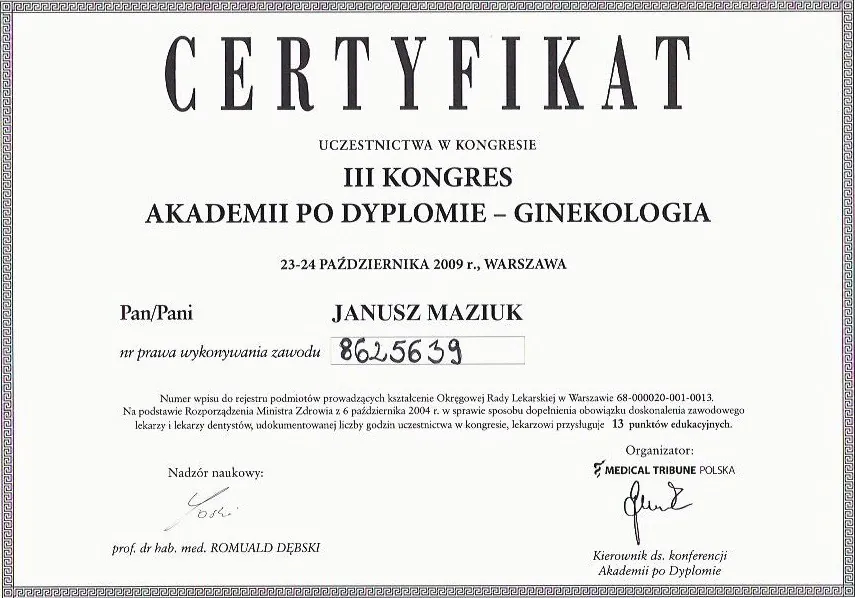 CERTYFIKAT
UCZESTNICTWA W KONGRESIE
III KONGRES
AKADEMII PO DYPLOMIE – GINEKOLOGIA
23-24 PAŹDZIERNIKA 2009 r., WARSZAWA
Pan/Pani JANUSZ MAZIUK
nr prawa wykonywania zawodu 8625639
Numer wpisu do rejestru podmiotów prowadzących kształcenie Okręgowej Rady Lekarskiej w Warszawie 68-000020-001-0013.
Na podstawie Rozporządzenia Ministra Zdrowia z 6 października 2004 r. w sprawie sposobu dopełnienia obowiązku doskonalenia zawodowego
lekarzy i lekarzy dentystów, udokumentowanej liczby godzin uczestnictwa w kongresie, lekarzowi przysługuje 13 punktów edukacyjnych.
Nadzór naukowy:
prof. dr hab. med. ROMUALD DĘBSKI
Organizator:
MEDICAL TRIBUNE POLSKA
Kierownik ds. konferencji
Akademii po Dyplomie